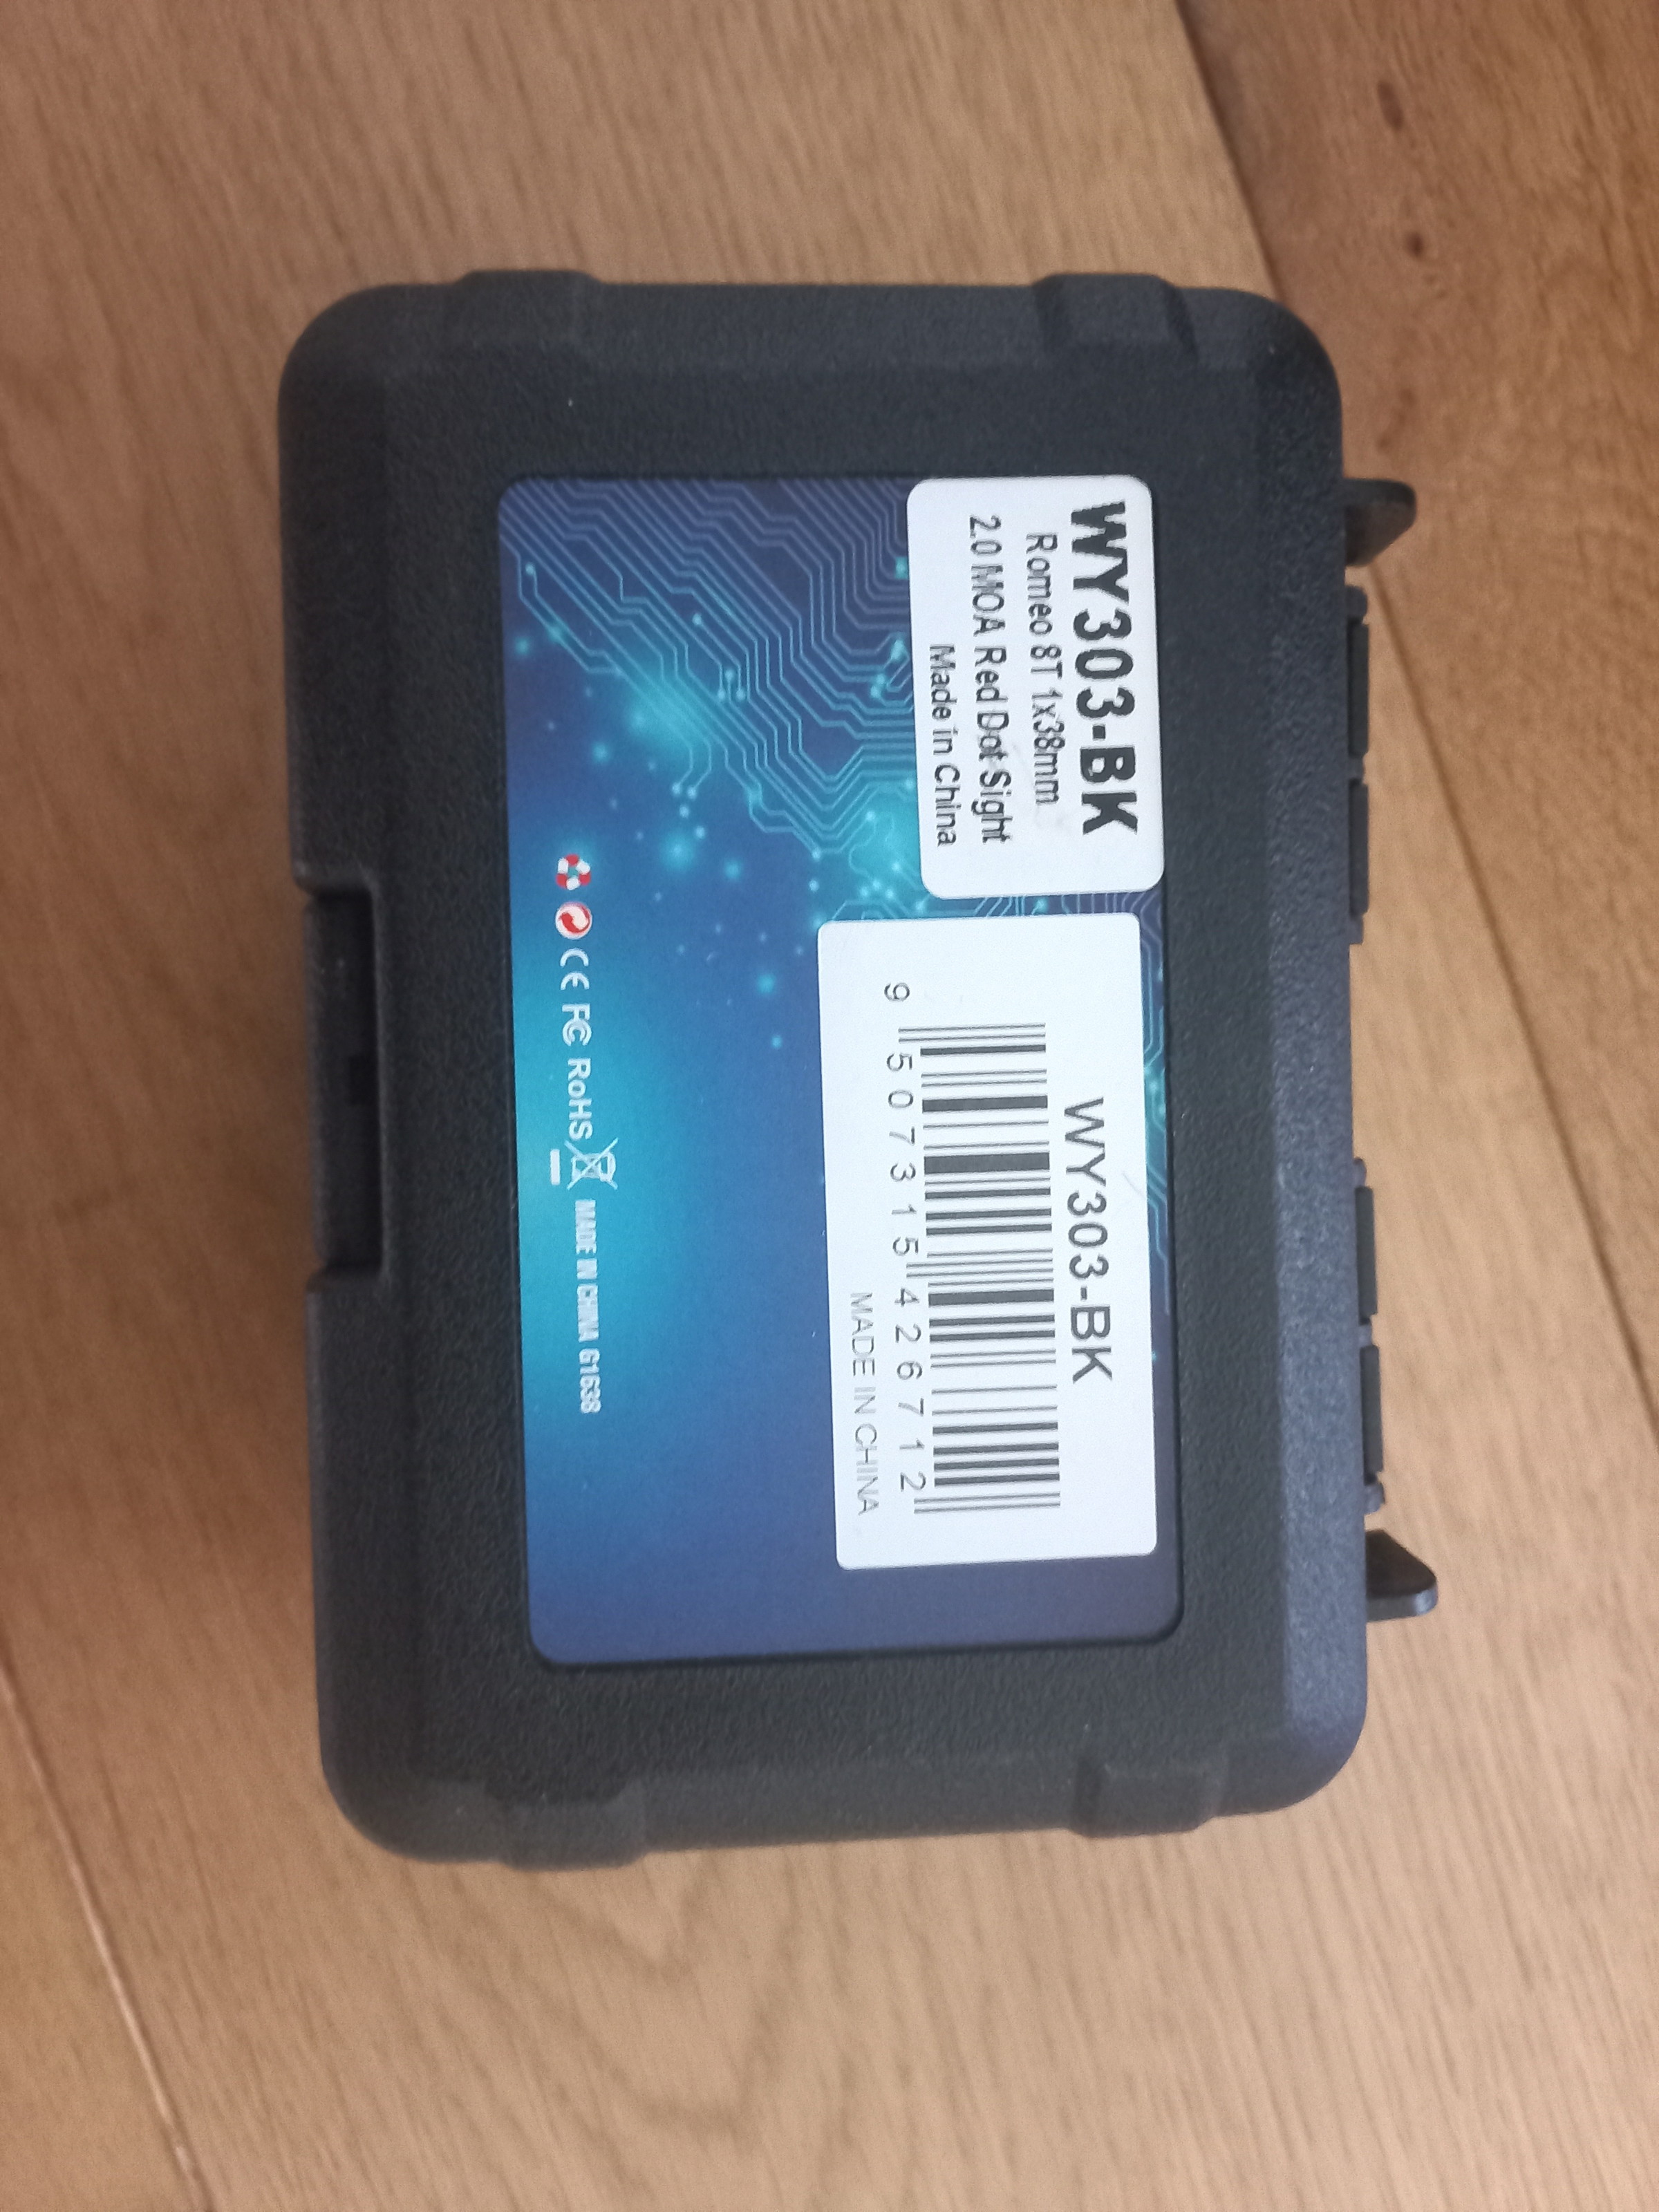 WY303-BK
Romeo 8T 1x38mm
2.0 MOA Red Dot Sight
Made in China
WY303-BK
9 507315 426712
MADE IN CHINA
CE FC RoHS MADE IN CHINA G1638